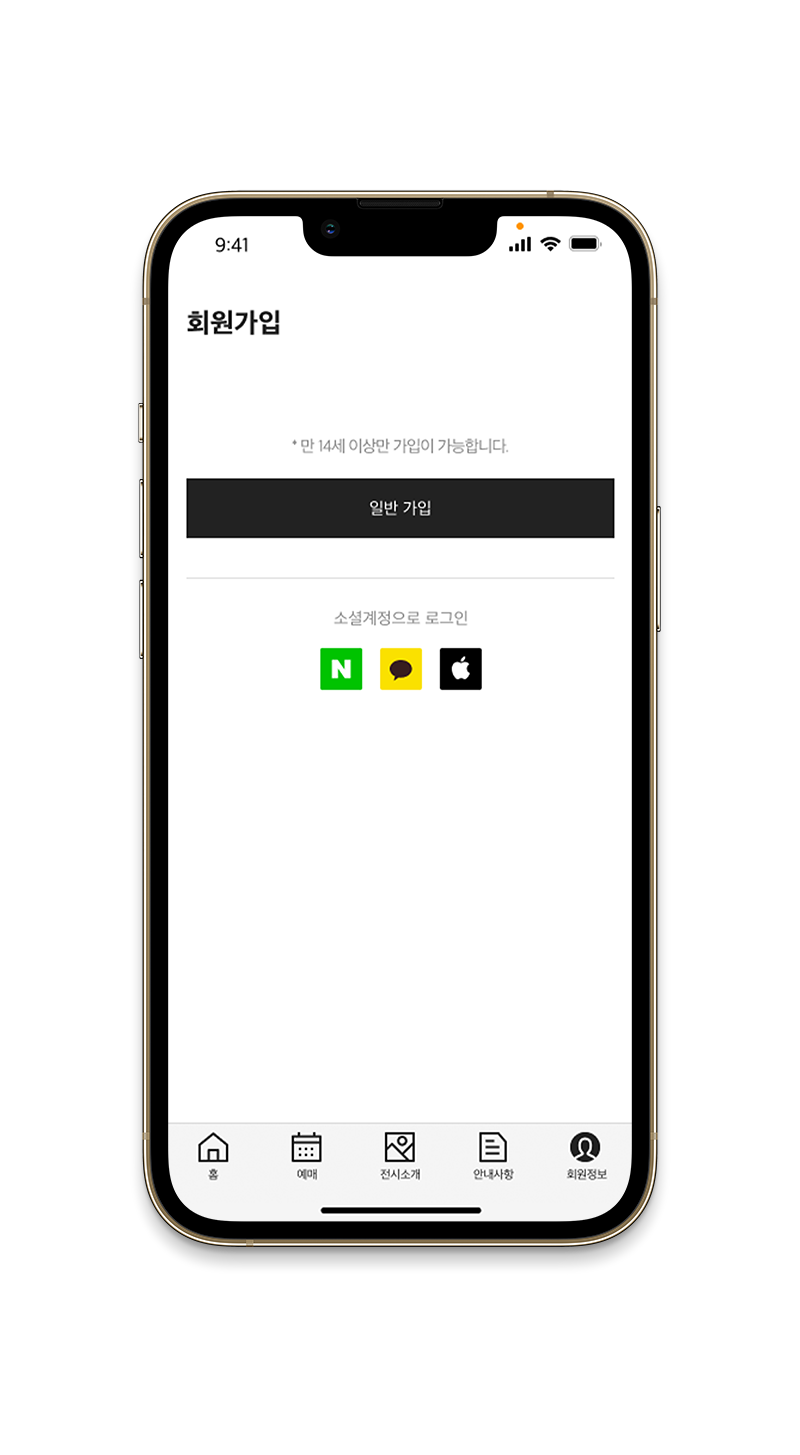 9:41
회원가입
* 만 14세 이상만 가입이 가능합니다.
일반 가입
소셜계정으로 로그인
N
홈
예매
전시소개
안내사항
회원정보